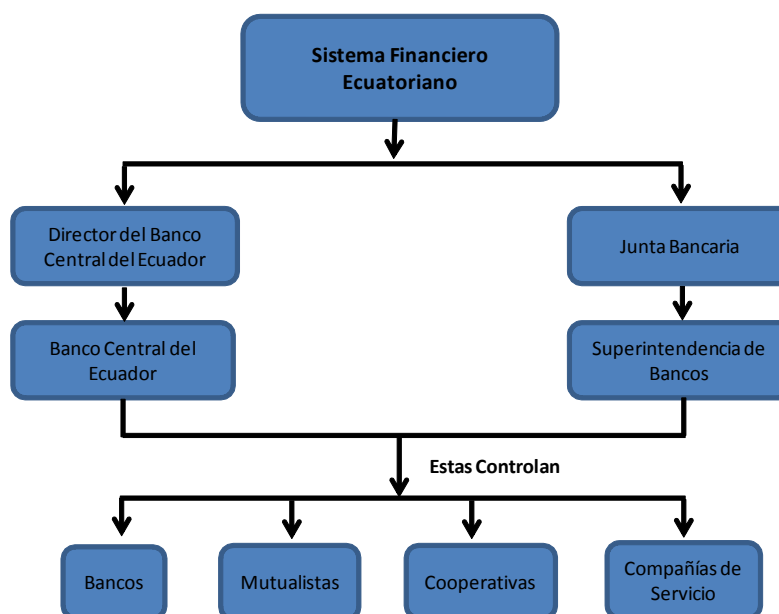 Sistema Financiero
Ecuatoriano
Director del Banco
Central del Ecuador
Junta Bancaria
Banco Central del
Ecuador
Superintendencia de
Bancos
Estas Controlan
Bancos
Mutualistas
Cooperativas
Compañías de
Servicio